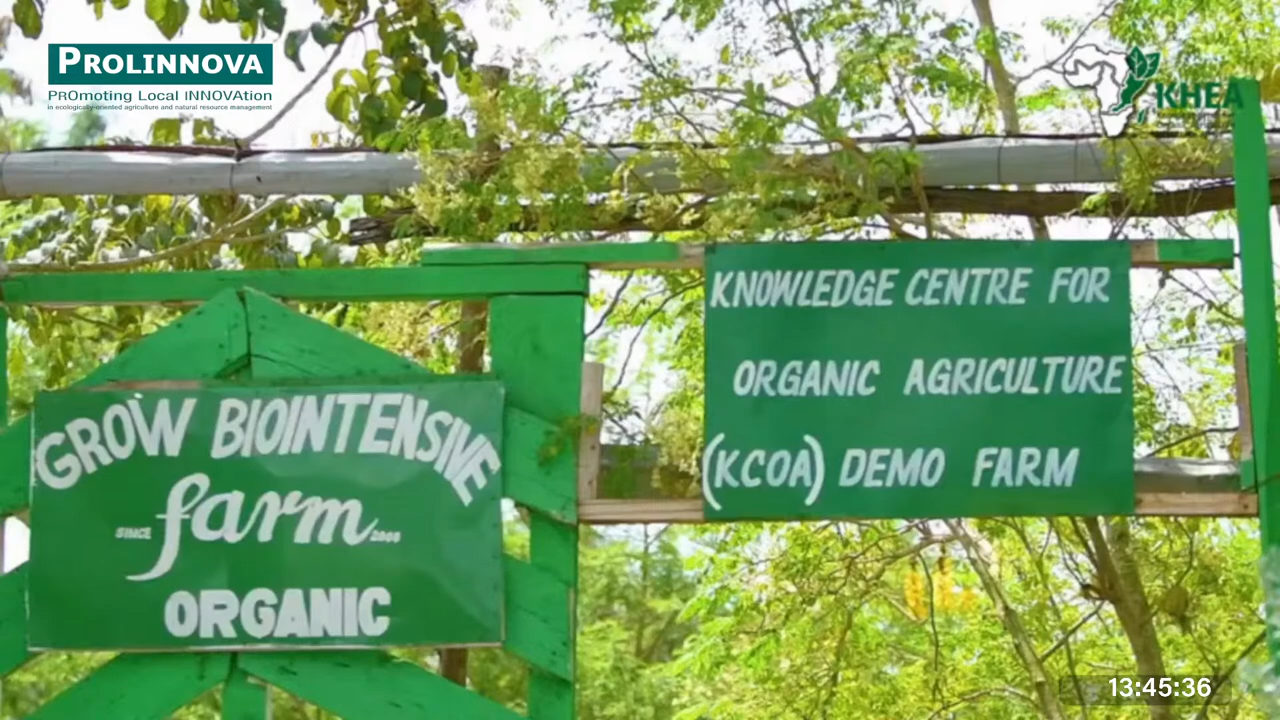 PROLINNOVA
PROmoting Local INNOVAtion
in ecologically-oriented agriculture and natural resource management
KHEA
KNOWLEDGE CENTRE FOR
ORGANIC AGRICULTURE
(KCOA) DEMO FARM
GROW BIOINTENSIVE
SINCE farm 2008
ORGANIC
13:45:36